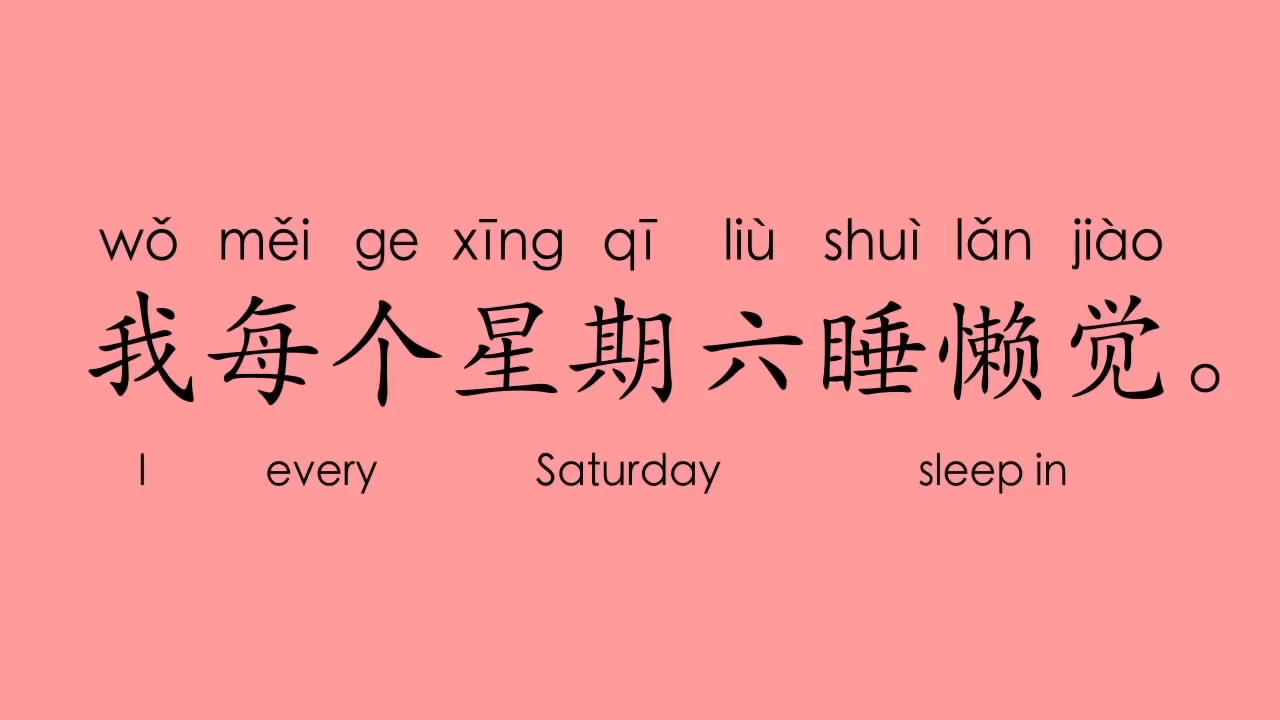 wǒ měi ge xīng qī liù shuì lǎn jiào
我每个星期六睡懒觉。
I every Saturday sleep in